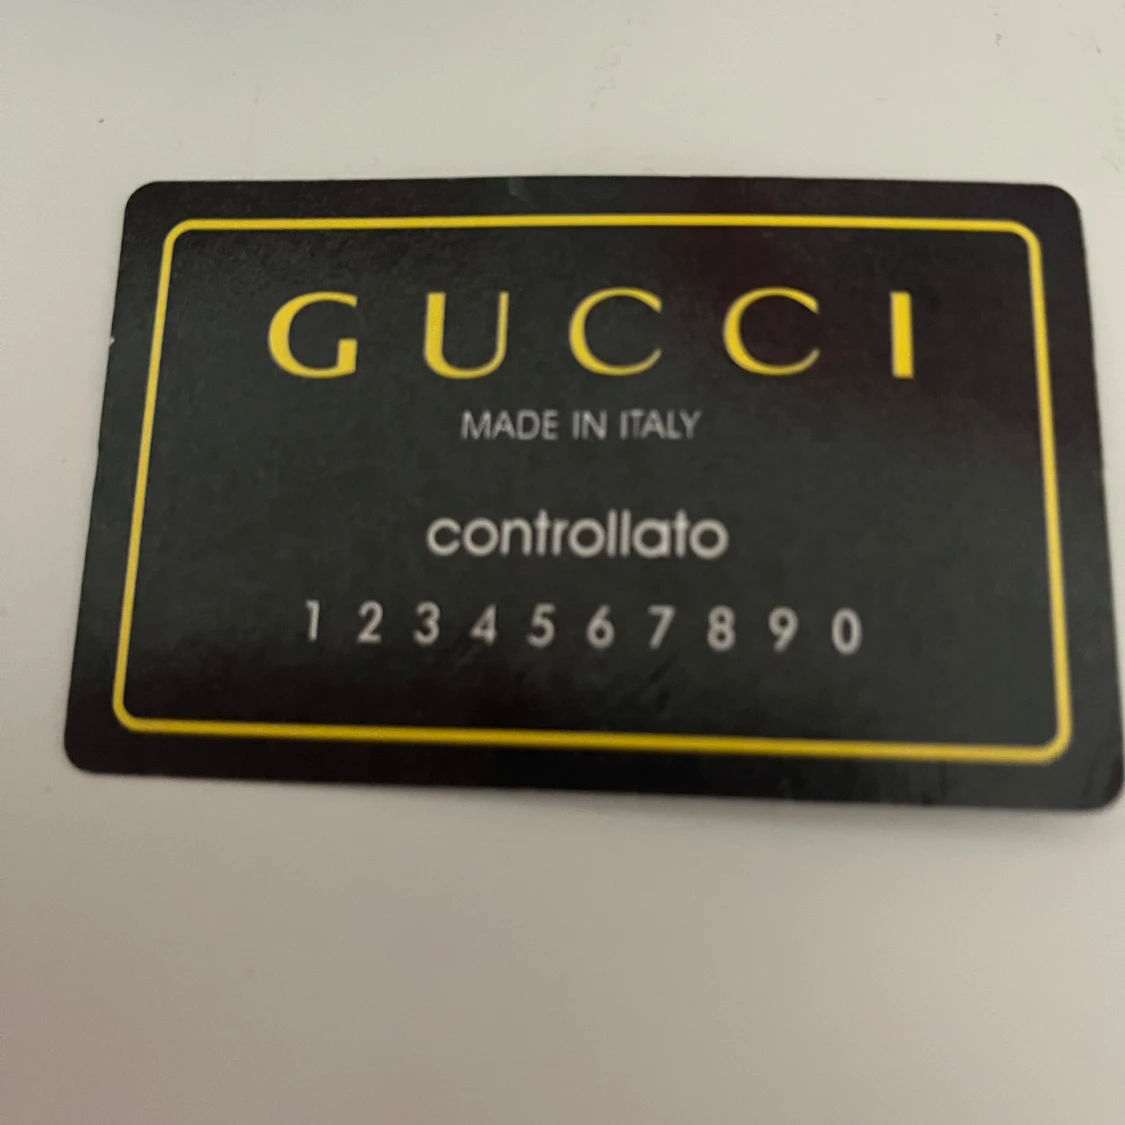 GUCCI
MADE IN ITALY
controllato
1 2 3 4 5 6 7 8 9 0